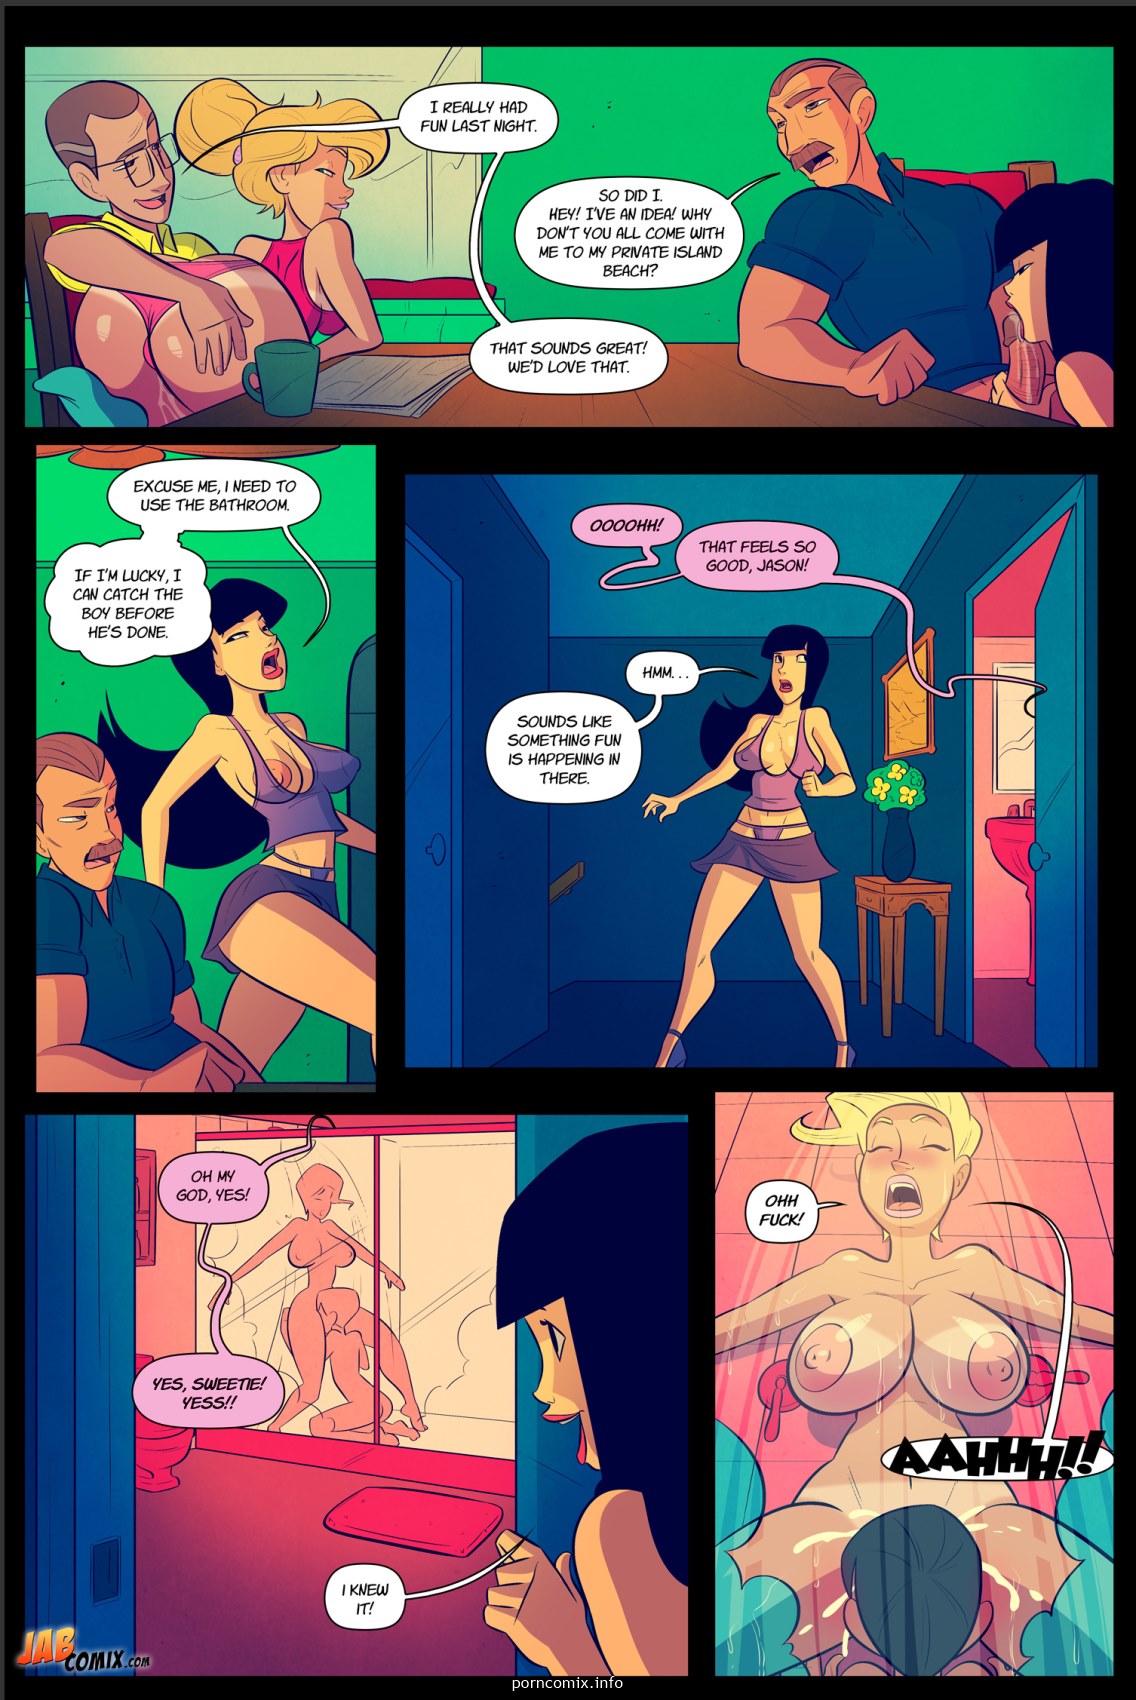 I REALLY HAD
FUN LAST NIGHT.
SO DID I.
HEY! I'VE AN IDEA! WHY
DON'T YOU ALL COME WITH
ME TO MY PRIVATE ISLAND
BEACH?
THAT SOUNDS GREAT!
WE'D LOVE THAT.
EXCUSE ME, I NEED TO
USE THE BATHROOM.
IF I'M LUCKY, I
CAN CATCH THE
BOY BEFORE
HE'S DONE.
OOOOHH!
THAT FEELS SO
GOOD, JASON!
HMM...
SOUNDS LIKE
SOMETHING FUN
IS HAPPENING IN
THERE.
OH MY
GOD, YES!
YES, SWEETIE!
YESS!!
I KNEW
IT!
OHH
FUCK!
AAHHH!!
JABCOMIX.COM
porncomix.info